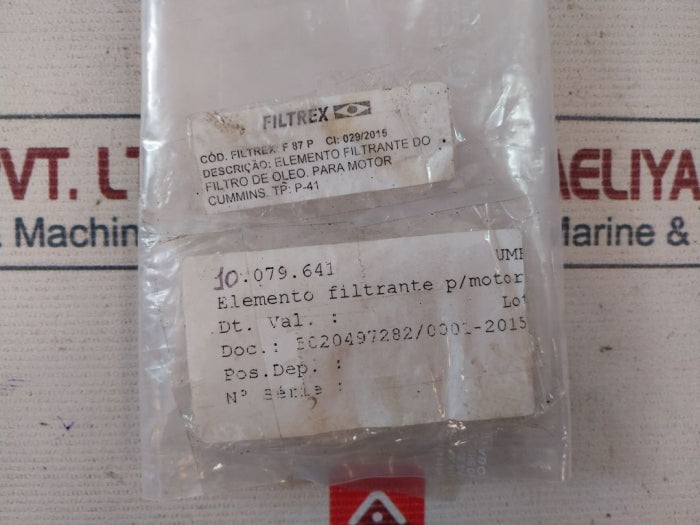 FILTREX
CÓD. FILTREX: F 87 P CI: 029/2015
DESCRIÇÃO: ELEMENTO FILTRANTE DO
FILTRO DE OLEO. PARA MOTOR
CUMMINS. TP: P-41
VT. LT
AELIYA
& Machin
Marine &
10.079.641 UM
Elemento filtrante p/motor
Dt. Val. : Lot
Doc.: 5020497282/0001-2015
Pos.Dep. :
Nº Série :